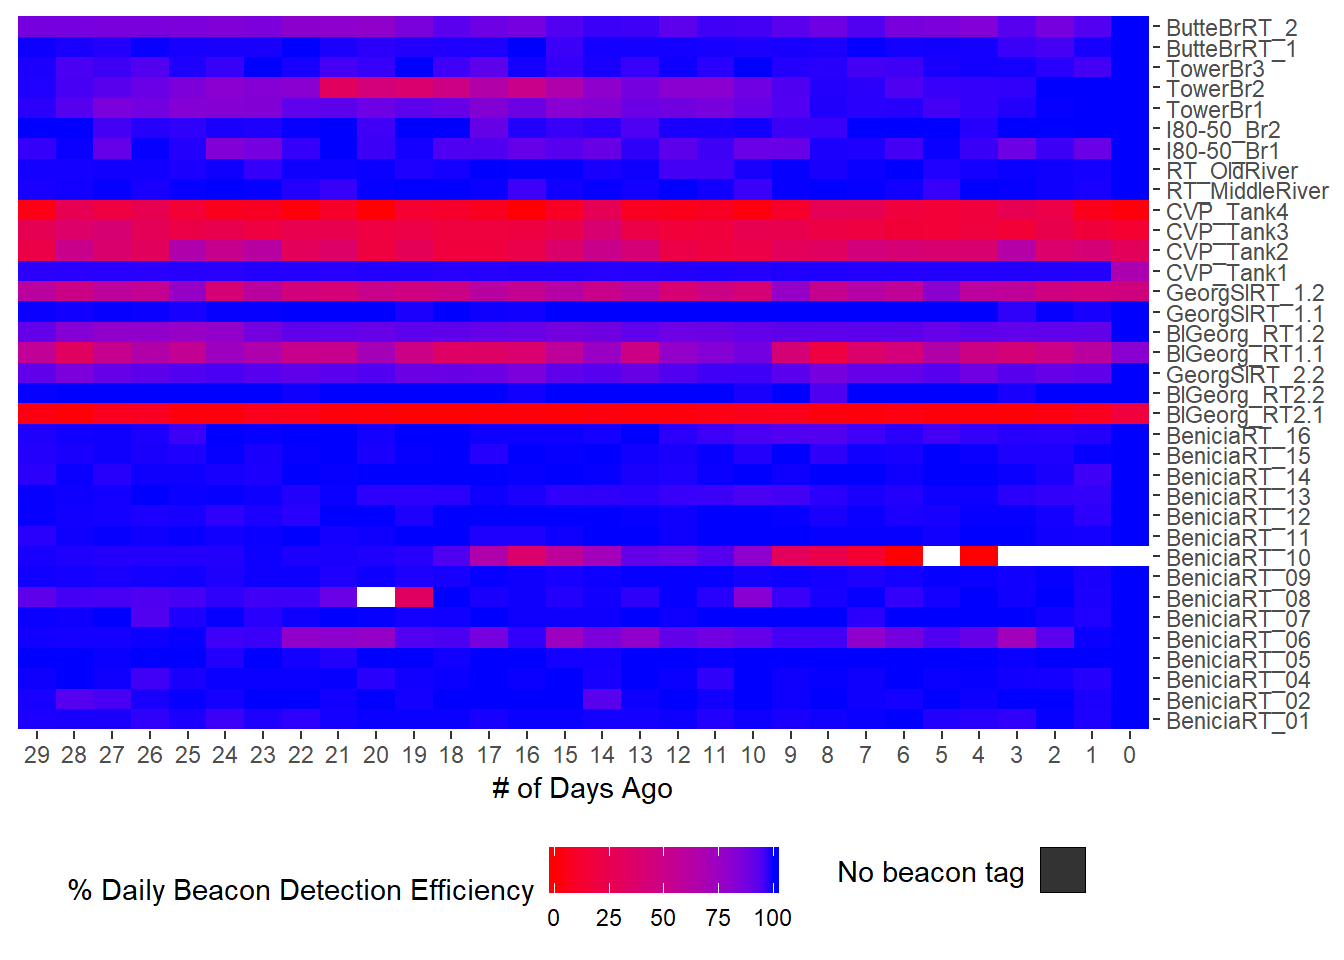 ButteBrRT_2
ButteBrRT_1
TowerBr3
TowerBr2
TowerBr1
I80-50_Br2
I80-50_Br1
RT_OldRiver
RT_MiddleRiver
CVP_Tank4
CVP_Tank3
CVP_Tank2
CVP_Tank1
GeorgSlRT_1.2
GeorgSlRT_1.1
BlGeorg_RT1.2
BlGeorg_RT1.1
GeorgSlRT_2.2
BlGeorg_RT2.2
BlGeorg_RT2.1
BeniciaRT_16
BeniciaRT_15
BeniciaRT_14
BeniciaRT_13
BeniciaRT_12
BeniciaRT_11
BeniciaRT_10
BeniciaRT_09
BeniciaRT_08
BeniciaRT_07
BeniciaRT_06
BeniciaRT_05
BeniciaRT_04
BeniciaRT_02
BeniciaRT_01
29 28 27 26 25 24 23 22 21 20 19 18 17 16 15 14 13 12 11 10 9 8 7 6 5 4 3 2 1 0
# of Days Ago
% Daily Beacon Detection Efficiency
0 25 50 75 100
No beacon tag